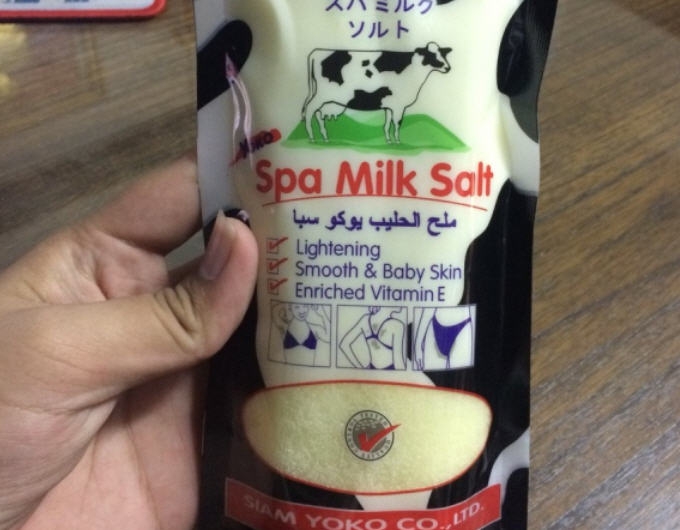 スパ ミルク
ソルト
Yoko
Spa Milk Salt
ملح الحليب يوكو سبا
Lightening
Smooth & Baby Skin
Enriched Vitamin E
SIAM YOKO CO.,LTD.